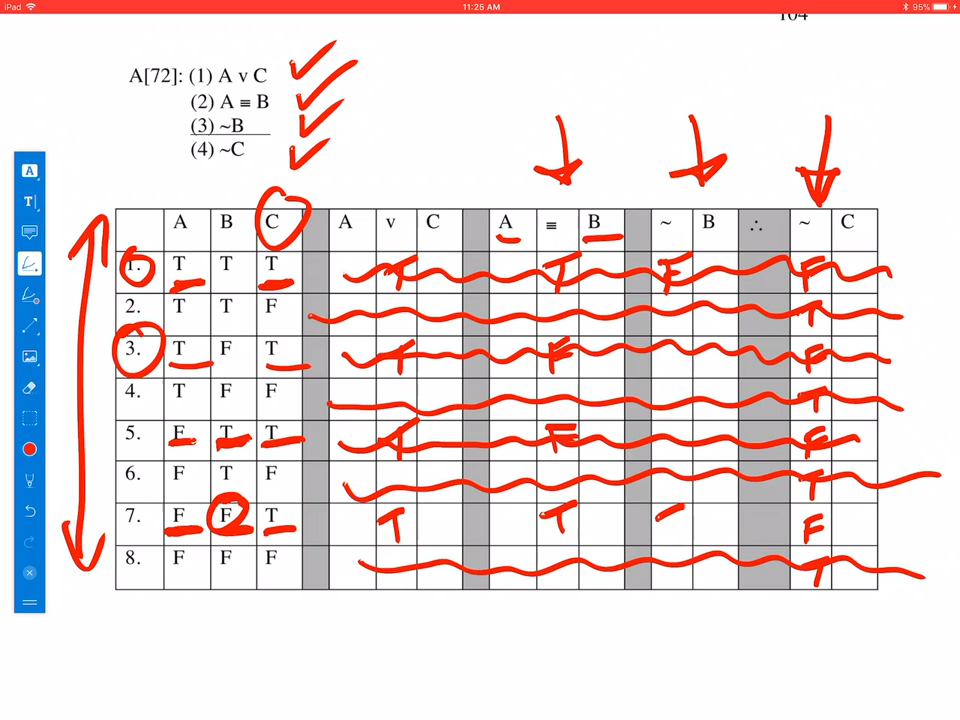 iPad 11:25 AM 95%
104
A[72]: (1) A v C
(2) A ≡ B
(3) ~B
(4) ~C
A B C A v C A ≡ B ~ B ∴ ~ C
1. T T T T T F F
2. T T F T
3. T F T T F F
4. T F F T
5. F T T T F F
6. F T F T
7. F F T T T F
8. F F F T
A
T